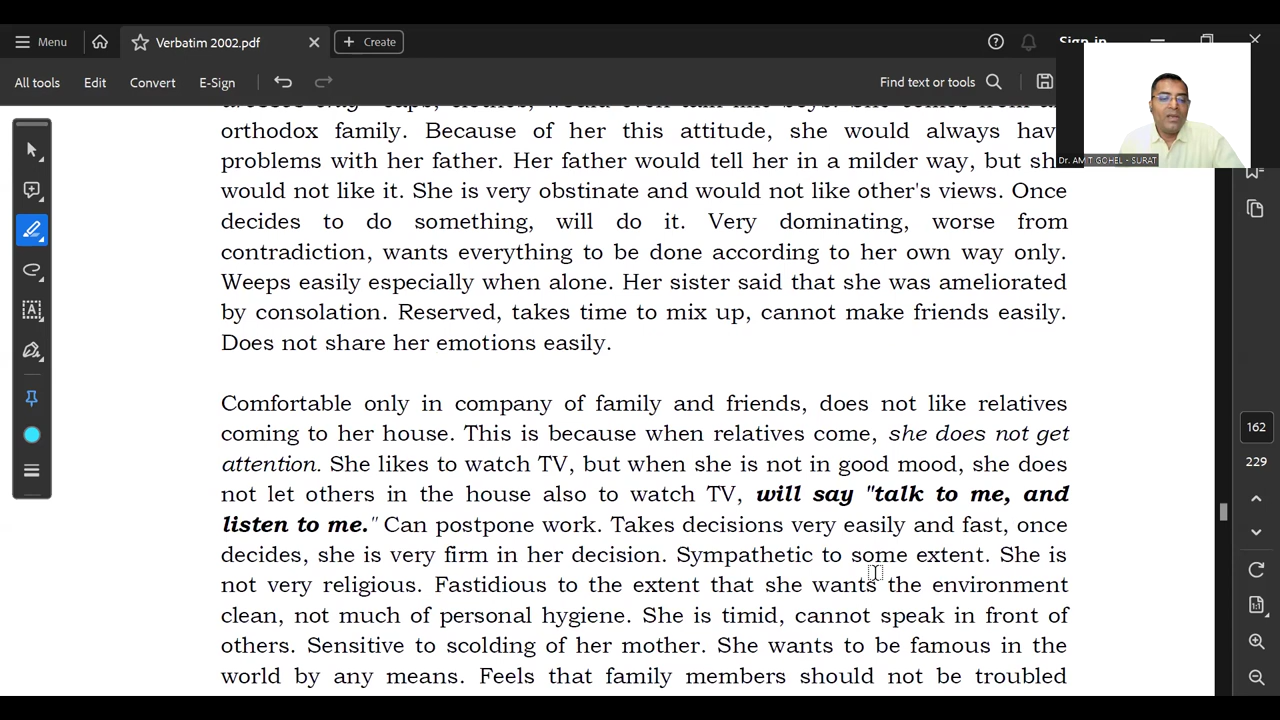 Menu
Verbatim 2002.pdf
Create
All tools
Edit
Convert
E-Sign
Find text or tools
Dr. AMIT GOHEL - SURAT
orthodox family. Because of her this attitude, she would always hav
problems with her father. Her father would tell her in a milder way, but sh
would not like it. She is very obstinate and would not like other's views. Once
decides to do something, will do it. Very dominating, worse from
contradiction, wants everything to be done according to her own way only.
Weeps easily especially when alone. Her sister said that she was ameliorated
by consolation. Reserved, takes time to mix up, cannot make friends easily.
Does not share her emotions easily.
Comfortable only in company of family and friends, does not like relatives
coming to her house. This is because when relatives come, she does not get
attention. She likes to watch TV, but when she is not in good mood, she does
not let others in the house also to watch TV, will say "talk to me, and
listen to me." Can postpone work. Takes decisions very easily and fast, once
decides, she is very firm in her decision. Sympathetic to some extent. She is
not very religious. Fastidious to the extent that she wants the environment
clean, not much of personal hygiene. She is timid, cannot speak in front of
others. Sensitive to scolding of her mother. She wants to be famous in the
world by any means. Feels that family members should not be troubled
162
229